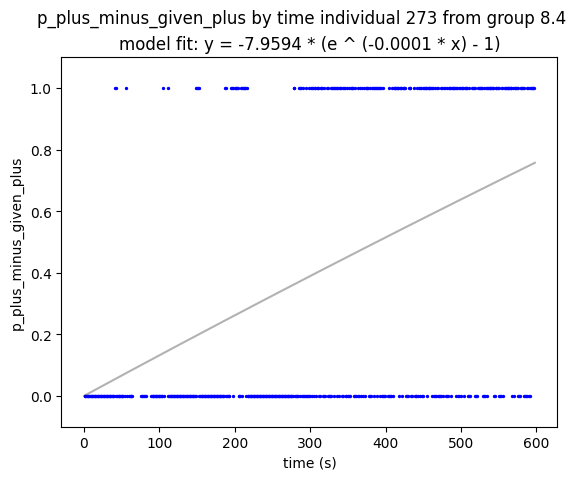 p_plus_minus_given_plus by time individual 273 from group 8.4
model fit: y = -7.9594 * (e ^ (-0.0001 * x) - 1)
1.0
0.8
0.6
0.4
0.2
0.0
p_plus_minus_given_plus
0 100 200 300 400 500 600
time (s)